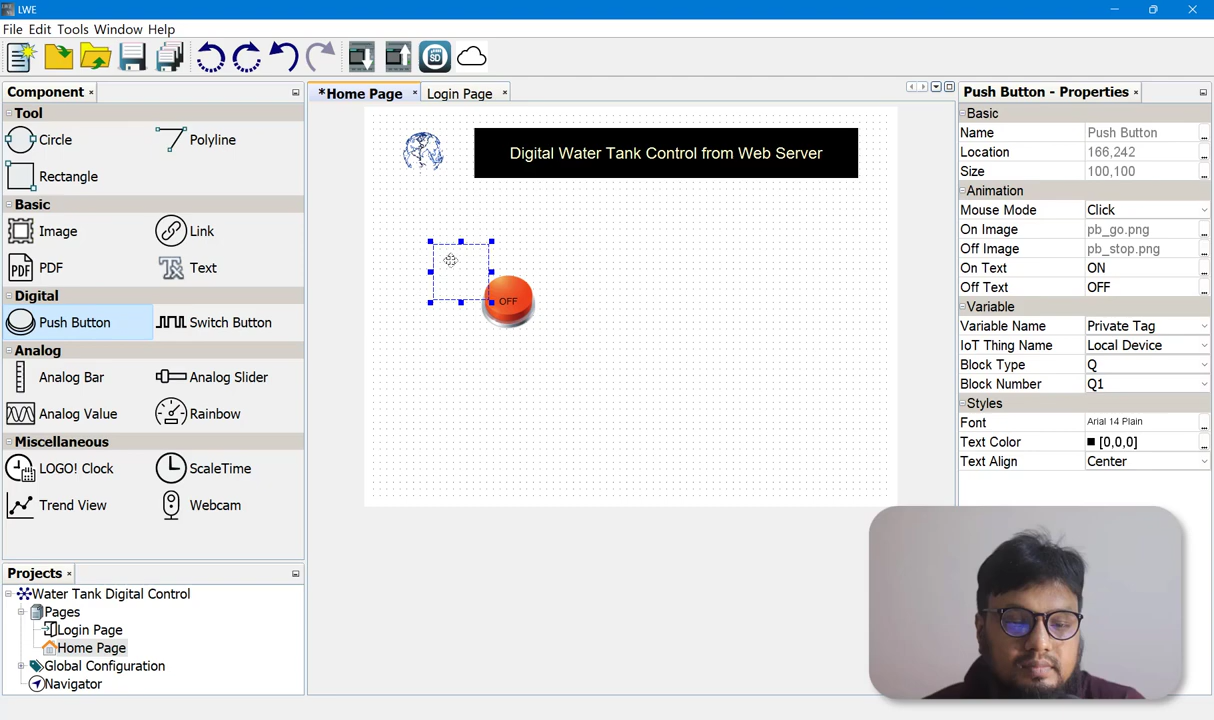 LWE
File Edit Tools Window Help
SD
Component ×
Tool
Circle
Polyline
Rectangle
Basic
Image
Link
PDF
Text
Digital
Push Button
Switch Button
Analog
Analog Bar
Analog Slider
Analog Value
Rainbow
Miscellaneous
LOGO! Clock
ScaleTime
Trend View
Webcam
Projects ×
Water Tank Digital Control
Pages
Login Page
Home Page
Global Configuration
Navigator
*Home Page ×
Login Page ×
Digital Water Tank Control from Web Server
OFF
Push Button - Properties ×
Basic
Name Push Button
Location 166,242
Size 100,100
Animation
Mouse Mode Click
On Image pb_go.png
Off Image pb_stop.png
On Text ON
Off Text OFF
Variable
Variable Name Private Tag
IoT Thing Name Local Device
Block Type Q
Block Number Q1
Styles
Font Arial 14 Plain
Text Color [0,0,0]
Text Align Center